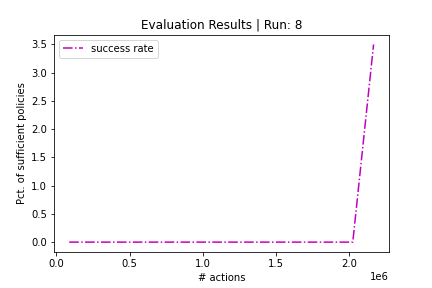 Evaluation Results | Run: 8
success rate
Pct. of sufficient policies
3.5
3.0
2.5
2.0
1.5
1.0
0.5
0.0
0.0
0.5
1.0
1.5
2.0
1e6
# actions